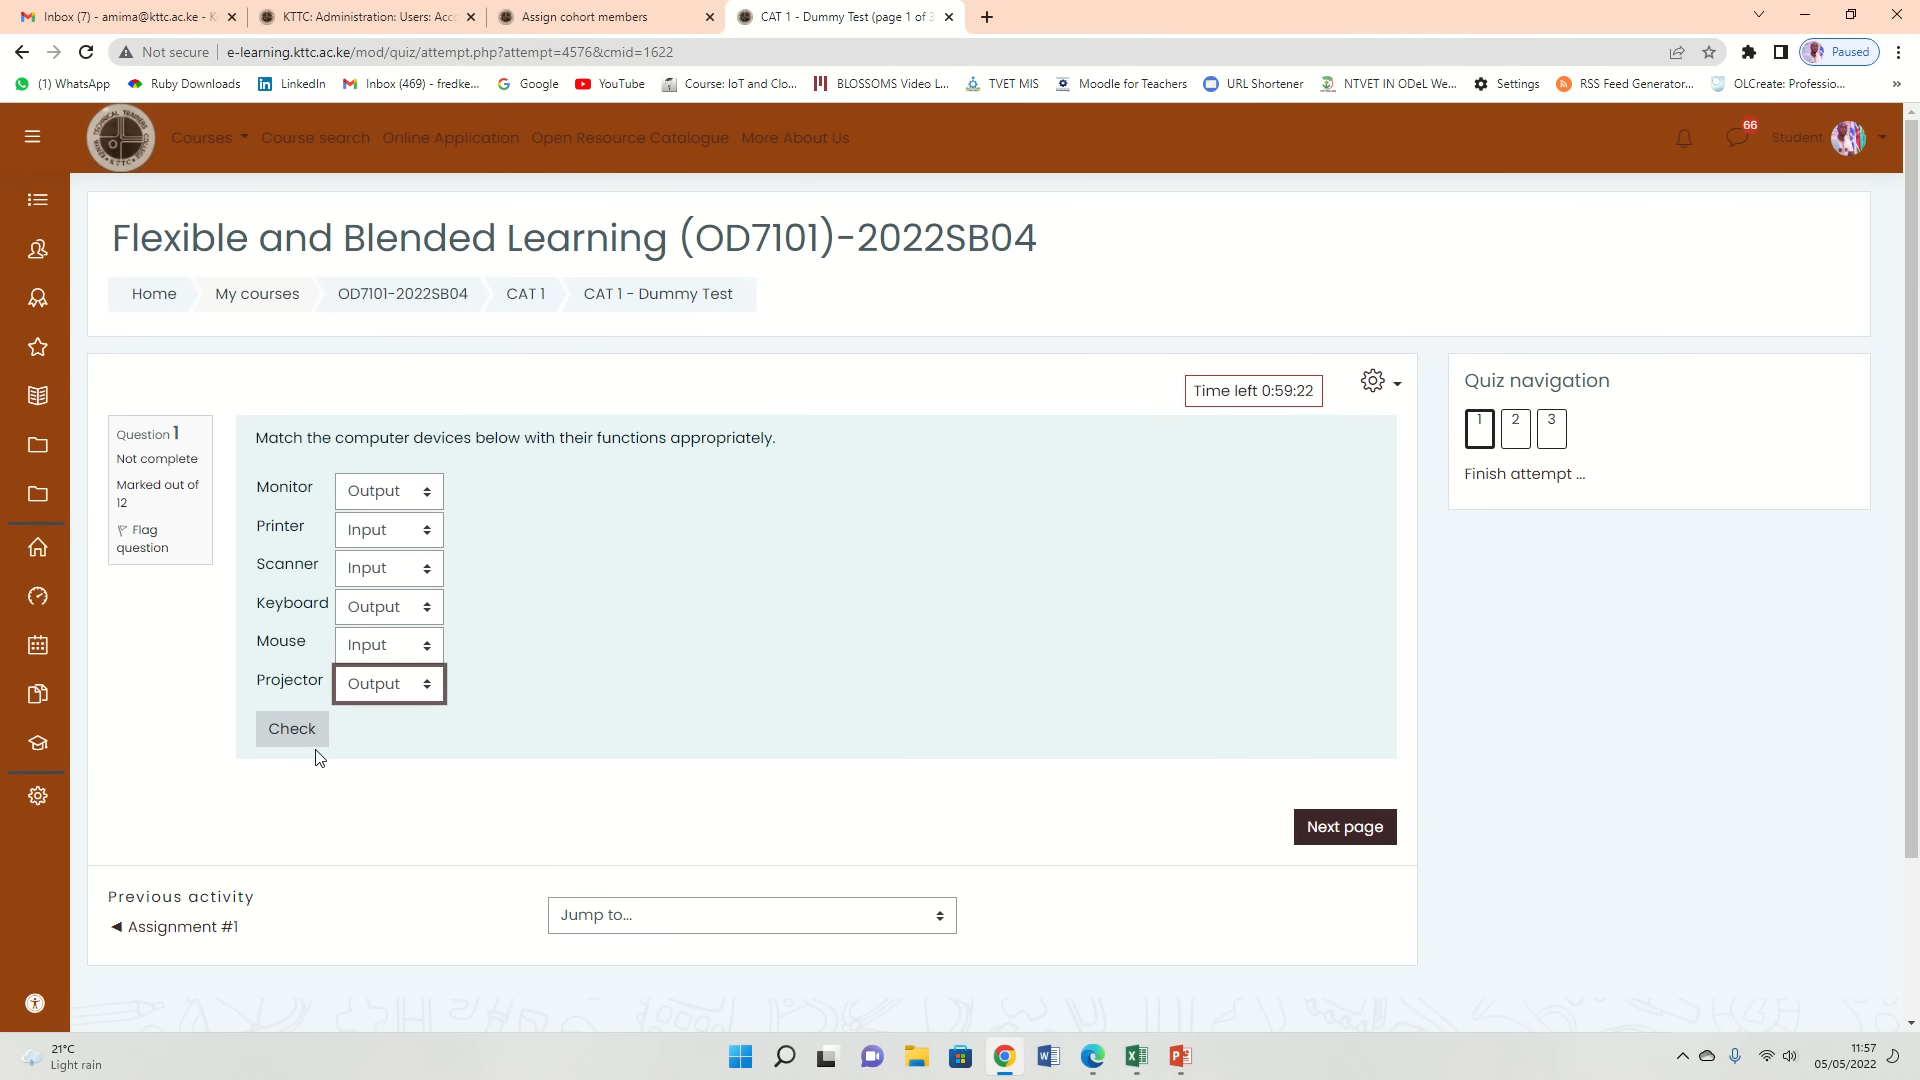 Inbox (7) - amima@kttc.ac.ke - K
KTTC: Administration: Users: Acc
Assign cohort members
CAT 1 - Dummy Test (page 1 of 3
Not secure
e-learning.kttc.ac.ke/mod/quiz/attempt.php?attempt=4576&cmid=1622
Paused
(1) WhatsApp
Ruby Downloads
LinkedIn
Inbox (469) - fredke...
Google
YouTube
Course: IoT and Clo...
BLOSSOMS Video L...
TVET MIS
Moodle for Teachers
URL Shortener
NTVET IN ODeL We...
Settings
RSS Feed Generator...
OLCreate: Professio...
»
Courses
Course search
Online Application
Open Resource Catalogue
More About Us
66
Student
Flexible and Blended Learning (OD7101)-2022SB04
Home
My courses
OD7101-2022SB04
CAT 1
CAT 1 - Dummy Test
Time left 0:59:22
Question 1
Not complete
Marked out of
12
Flag
question
Match the computer devices below with their functions appropriately.
Monitor Output
Printer Input
Scanner Input
Keyboard Output
Mouse Input
Projector Output
Check
Next page
Quiz navigation
1 2 3
Finish attempt ...
Previous activity
◄ Assignment #1
Jump to...
21°C
Light rain
11:57
05/05/2022